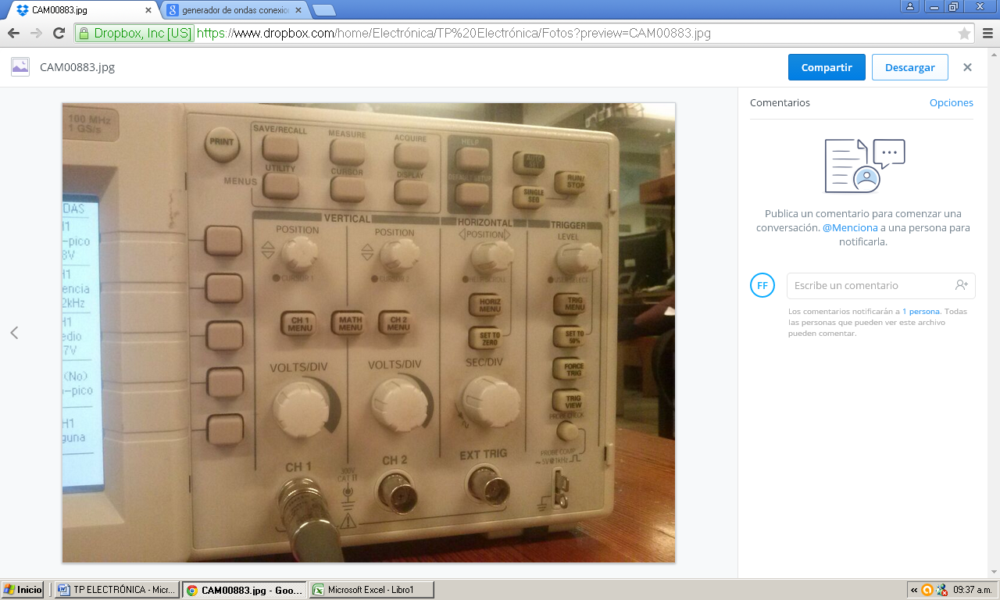 CAM00883.jpg
generador de ondas conexio
Dropbox, Inc [US] https://www.dropbox.com/home/Electrónica/TP%20Electrónica/Fotos?preview=CAM00883.jpg
CAM00883.jpg
Compartir
Descargar
100 MHz
1 GS/s
PRINT
SAVE/RECALL
MEASURE
ACQUIRE
UTILITY
CURSOR
DISPLAY
MENUS
HELP
DEFAULT SETUP
AUTO
SET
SINGLE
SEQ
RUN/
STOP
VERTICAL
HORIZONTAL
TRIGGER
POSITION
POSITION
POSITION
LEVEL
CURSOR 1
CURSOR 2
HELP SCROLL
USER SELECT
CH 1
MENU
MATH
MENU
CH 2
MENU
HORIZ
MENU
SET TO
ZERO
TRIG
MENU
SET TO
50%
FORCE
TRIG
TRIG
VIEW
PROBE CHECK
VOLTS/DIV
VOLTS/DIV
SEC/DIV
CH 1
CH 2
EXT TRIG
300V
CAT II
PROBE COMP
~5V@1kHz
DAS
H1
-pico
8V
H1
encia
2kHz
H1
edio
7V
(No)
-pico
H1
guna
Comentarios
Opciones
Publica un comentario para comenzar una
conversación. @Menciona a una persona para
notificarla.
FF
Escribe un comentario
Los comentarios notificarán a 1 persona. Todas
las personas que pueden ver este archivo
pueden comentar.
Inicio
TP ELECTRÓNICA - Micr...
CAM00883.jpg - Goo...
Microsoft Excel - Libro1
09:37 a.m.